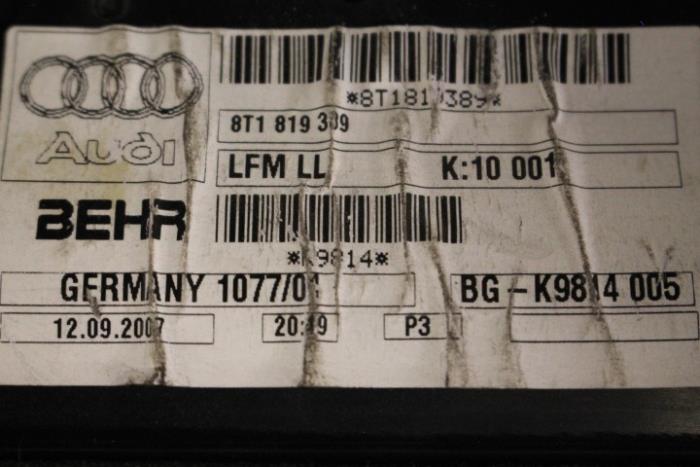 Audi
*8T1819389*
8T1 819 389
LFM LL K:10 001
BEHR
*K9814*
GERMANY 1077/01 BG-K9814 005
12.09.2007 20:19 P3